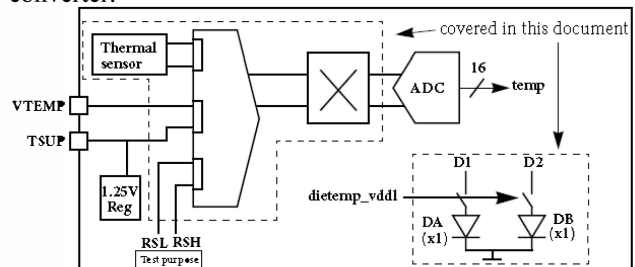 converter.
covered in this document
Thermal
sensor
16
ADC
temp
VTEMP
TSUP
1.25V
Reg
D1 D2
dietemp_vdd1
DA
(x1)
DB
(x1)
RSL RSH
Test purpose